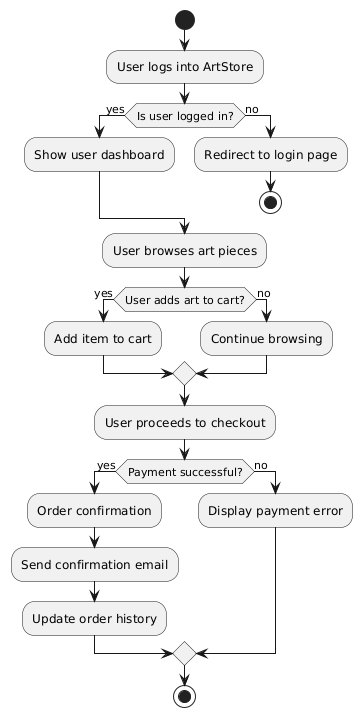 User logs into ArtStore
yes
Is user logged in?
no
Show user dashboard
Redirect to login page
User browses art pieces
yes
User adds art to cart?
no
Add item to cart
Continue browsing
User proceeds to checkout
yes
Payment successful?
no
Order confirmation
Display payment error
Send confirmation email
Update order history